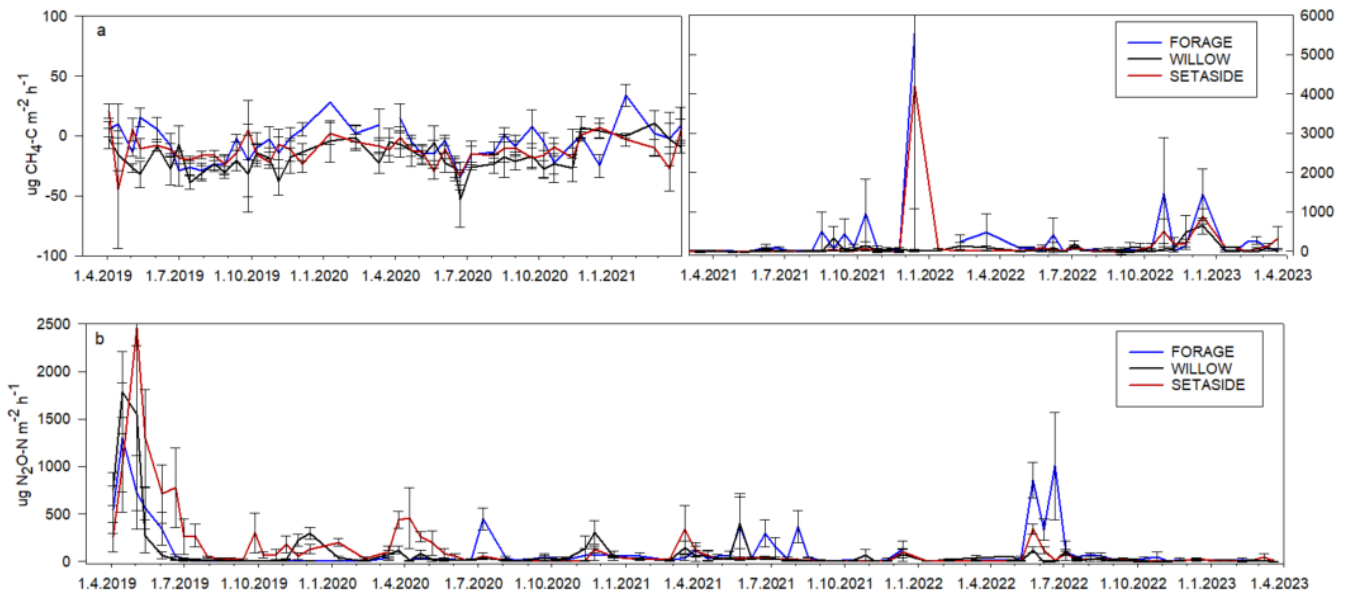 a
100
50
0
-50
-100
ug CH₄-C m⁻² h⁻¹
1.4.2019 1.7.2019 1.10.2019 1.1.2020 1.4.2020 1.7.2020 1.10.2020 1.1.2021
FORAGE
WILLOW
SETASIDE
6000
5000
4000
3000
2000
1000
0
1.4.2021 1.7.2021 1.10.2021 1.1.2022 1.4.2022 1.7.2022 1.10.2022 1.1.2023 1.4.2023
b
2500
2000
1500
1000
500
0
ug N₂O-N m⁻² h⁻¹
FORAGE
WILLOW
SETASIDE
1.4.2019 1.7.2019 1.10.2019 1.1.2020 1.4.2020 1.7.2020 1.10.2020 1.1.2021 1.4.2021 1.7.2021 1.10.2021 1.1.2022 1.4.2022 1.7.2022 1.10.2022 1.1.2023 1.4.2023